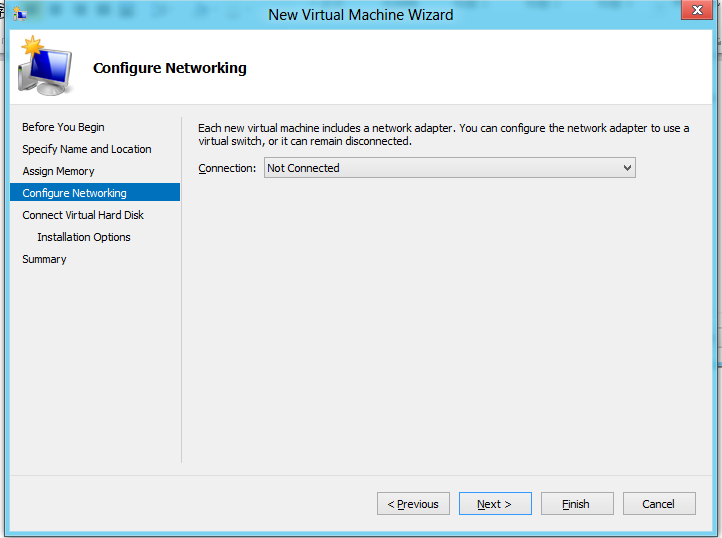 New Virtual Machine Wizard
Configure Networking
Before You Begin
Specify Name and Location
Assign Memory
Configure Networking
Connect Virtual Hard Disk
Installation Options
Summary
Each new virtual machine includes a network adapter. You can configure the network adapter to use a
virtual switch, or it can remain disconnected.
Connection: Not Connected
< Previous Next > Finish Cancel